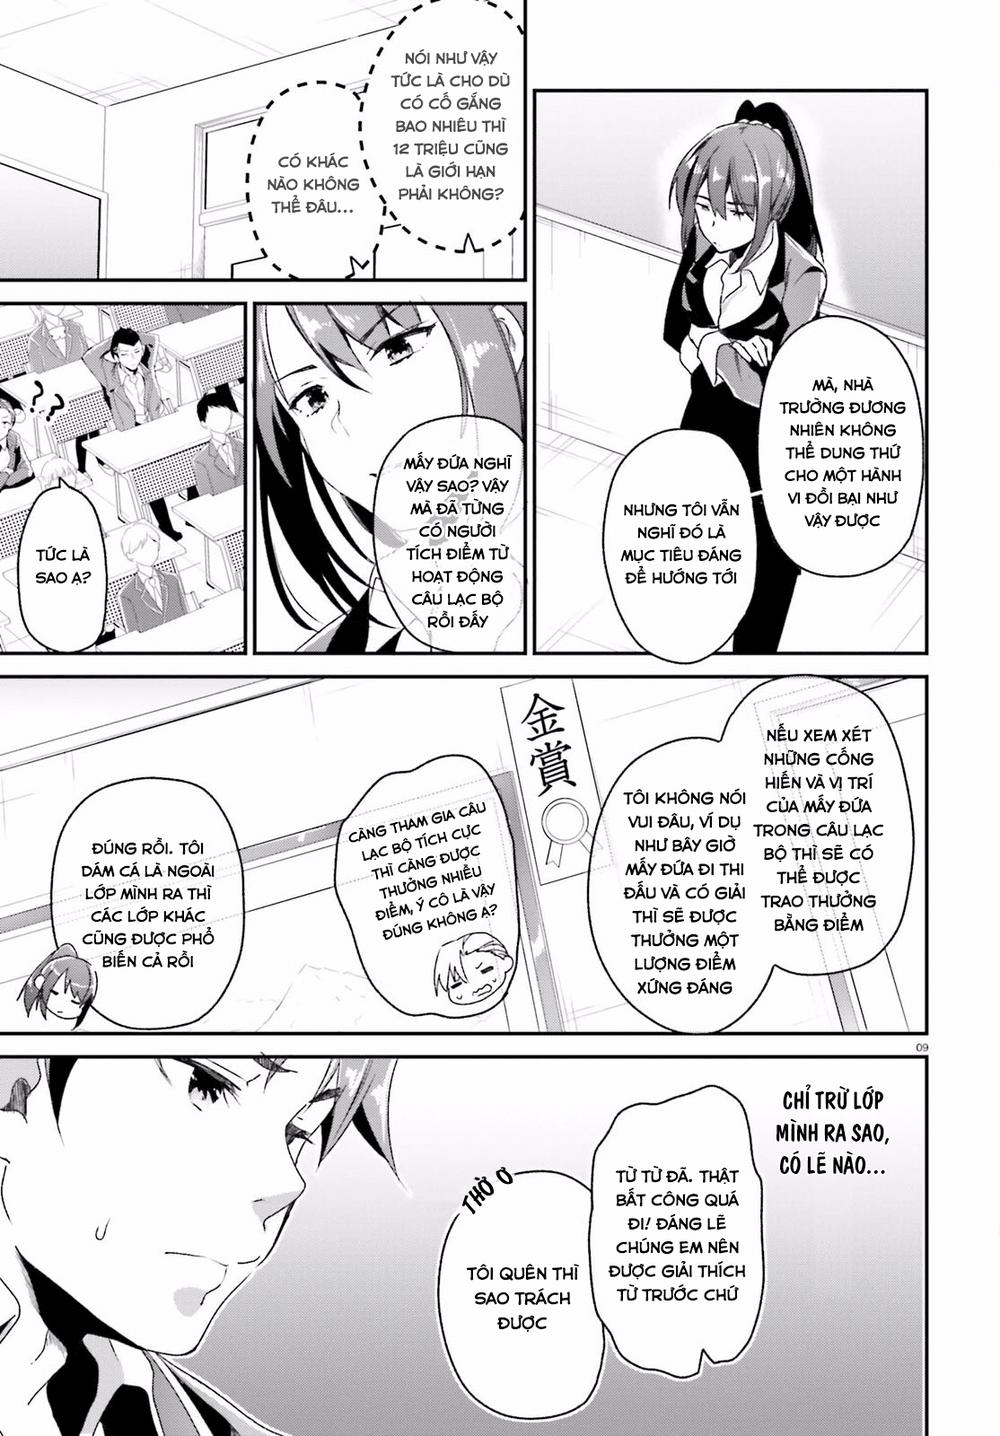 MÀ, NHÀ
TRƯỜNG ĐƯƠNG
NHIÊN KHÔNG
THỂ DUNG THỨ
CHO MỘT HÀNH
VI ĐỒI BẠI NHƯ
VẬY ĐƯỢC
NHƯNG TÔI VẪN
NGHĨ ĐÓ LÀ
MỤC TIÊU ĐÁNG
ĐỂ HƯỚNG TỚI
NÓI NHƯ VẬY
TỨC LÀ CHO DÙ
CÓ CỐ GẮNG
BAO NHIÊU THÌ
12 TRIỆU CŨNG
LÀ GIỚI HẠN
PHẢI KHÔNG?
CÓ KHÁC
NÀO KHÔNG
THỂ ĐÂU...
MẤY ĐỨA NGHĨ
VẬY SAO? VẬY
MÀ ĐÃ TỪNG
CÓ NGƯỜI
TÍCH ĐIỂM TỪ
HOẠT ĐỘNG
CÂU LẠC BỘ
RỒI ĐẤY
??
TỨC LÀ
SAO Ạ?
NẾU XEM XÉT
NHỮNG CỐNG
HIẾN VÀ VỊ TRÍ
CỦA MẤY ĐỨA
TRONG CÂU LẠC
BỘ THÌ SẼ CÓ
THỂ ĐƯỢC
TRAO THƯỞNG
BẰNG ĐIỂM
TÔI KHÔNG NÓI
VUI ĐÂU, VÍ DỤ
NHƯ BÂY GIỜ
MẤY ĐỨA ĐI THI
ĐẤU VÀ CÓ GIẢI
THÌ SẼ ĐƯỢC
THƯỞNG MỘT
LƯỢNG ĐIỂM
XỨNG ĐÁNG
金賞
CÀNG THAM GIA CÂU
LẠC BỘ TÍCH CỰC
THÌ CÀNG ĐƯỢC
THƯỞNG NHIỀU
ĐIỂM, Ý CÔ LÀ VẬY
ĐÚNG KHÔNG Ạ?
ĐÚNG RỒI. TÔI
DÁM CÁ LÀ NGOÀI
LỚP MÌNH RA THÌ
CÁC LỚP KHÁC
CŨNG ĐƯỢC PHỔ
BIẾN CẢ RỒI
09
CHỈ TRỪ LỚP
MÌNH RA SAO,
CÓ LẼ NÀO...
TỪ TỪ ĐÃ. THẬT
BẤT CÔNG QUÁ
ĐI! ĐÁNG LẼ
CHÚNG EM NÊN
ĐƯỢC GIẢI THÍCH
TỪ TRƯỚC CHỨ
THỜ Ơ
TÔI QUÊN THÌ
SAO TRÁCH
ĐƯỢC